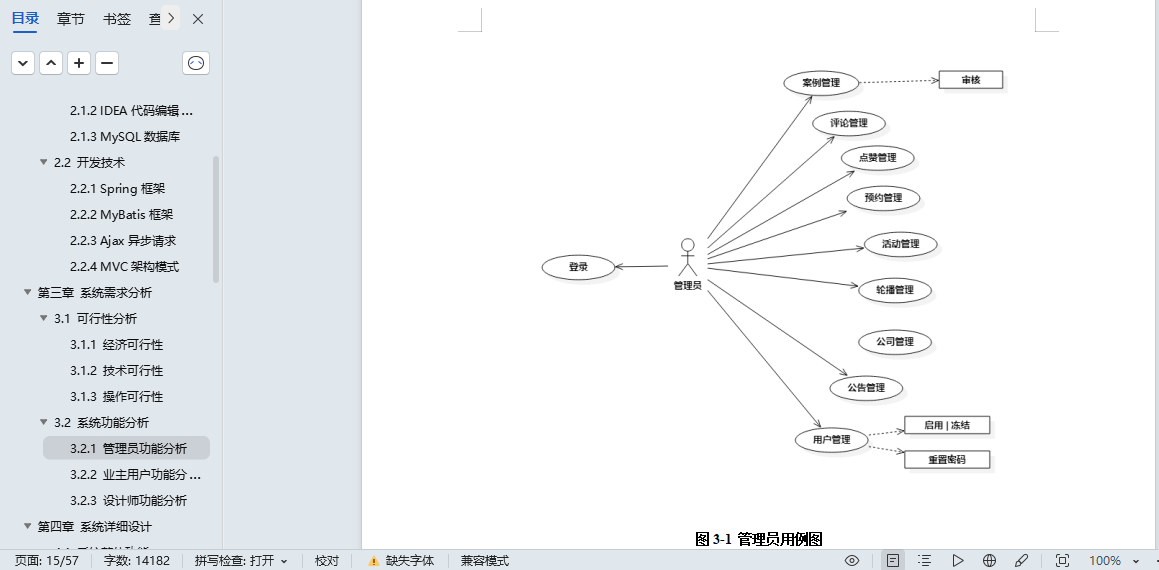 目录 章节 书签 查
2.1.2 IDEA 代码编辑 ...
2.1.3 MySQL 数据库
2.2 开发技术
2.2.1 Spring 框架
2.2.2 MyBatis 框架
2.2.3 Ajax 异步请求
2.2.4 MVC 架构模式
第三章 系统需求分析
3.1 可行性分析
3.1.1 经济可行性
3.1.2 技术可行性
3.1.3 操作可行性
3.2 系统功能分析
3.2.1 管理员功能分析
3.2.2 业主用户功能分 ...
3.2.3 设计师功能分析
第四章 系统详细设计
案例管理
审核
评论管理
点赞管理
预约管理
活动管理
登录
管理员
轮播管理
公司管理
公告管理
用户管理
启用 | 冻结
重置密码
图 3-1 管理员用例图
页面: 15/57 字数: 14182 拼写检查: 打开 校对 缺失字体 兼容模式 100%